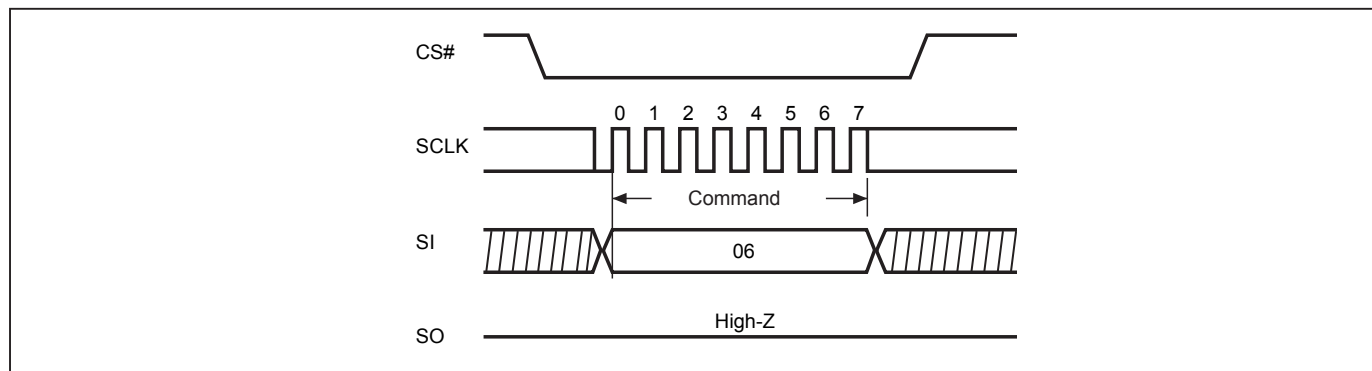 CS#
0 1 2 3 4 5 6 7
SCLK
Command
SI
06
High-Z
SO